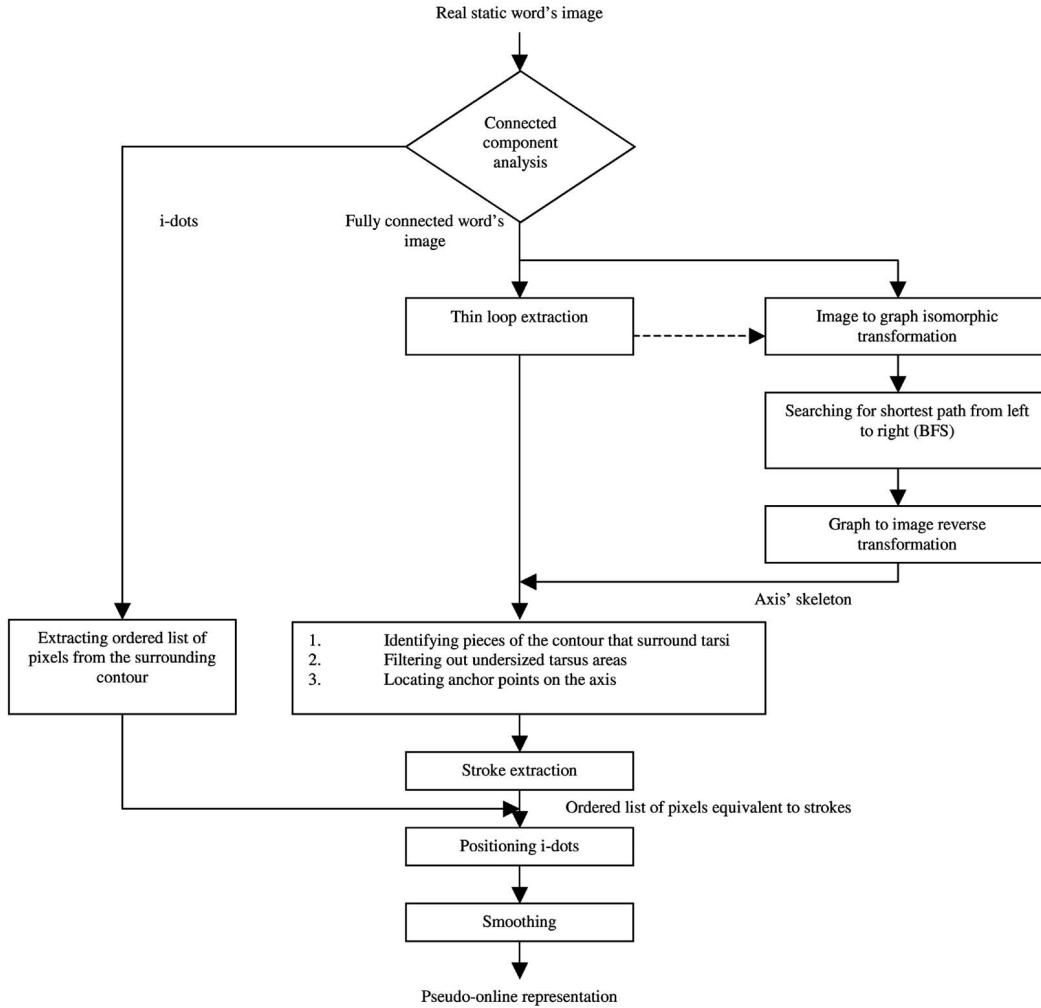 Real static word's image
Connected
component
analysis
i-dots
Fully connected word's
image
Thin loop extraction
Image to graph isomorphic
transformation
Searching for shortest path from left
to right (BFS)
Graph to image reverse
transformation
Axis' skeleton
Extracting ordered list of
pixels from the surrounding
contour
1. Identifying pieces of the contour that surround tarsi
2. Filtering out undersized tarsus areas
3. Locating anchor points on the axis
Stroke extraction
Ordered list of pixels equivalent to strokes
Positioning i-dots
Smoothing
Pseudo-online representation